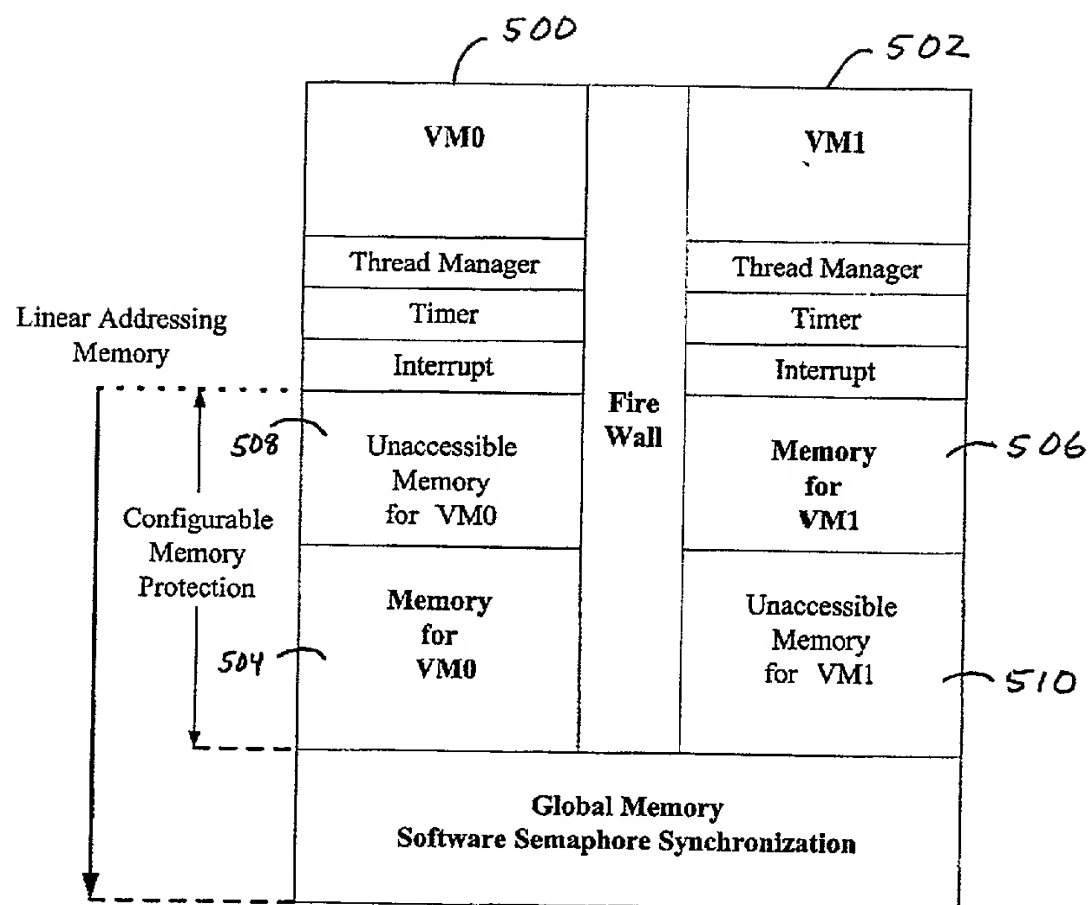 500
502
VM0
VM1
Thread Manager
Thread Manager
Timer
Timer
Interrupt
Interrupt
Linear Addressing
Memory
Fire
Wall
508
Unaccessible
Memory
for VM0
Memory
for
VM1
506
Configurable
Memory
Protection
504
Memory
for
VM0
Unaccessible
Memory
for VM1
510
Global Memory
Software Semaphore Synchronization